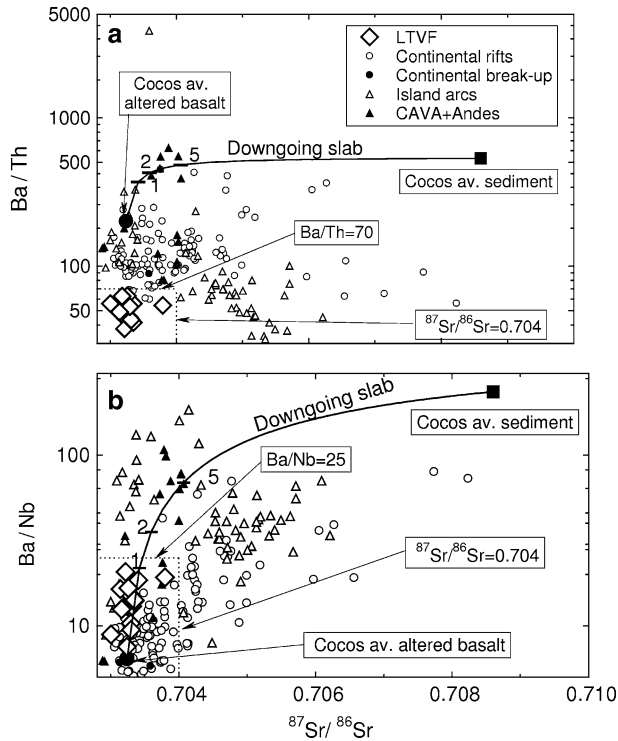 5000
a
LTVF
Continental rifts
Continental break-up
Island arcs
CAVA+Andes
Cocos av.
altered basalt
1000
Ba/Th
500
2
5
1
Downgoing slab
Cocos av. sediment
Ba/Th=70
100
50
87Sr/86Sr=0.704
b
Downgoing slab
Cocos av. sediment
100
5
Ba/Nb=25
Ba/Nb
2
1
87Sr/86Sr=0.704
10
Cocos av. altered basalt
0.704
0.706
0.708
0.710
87Sr/ 86Sr